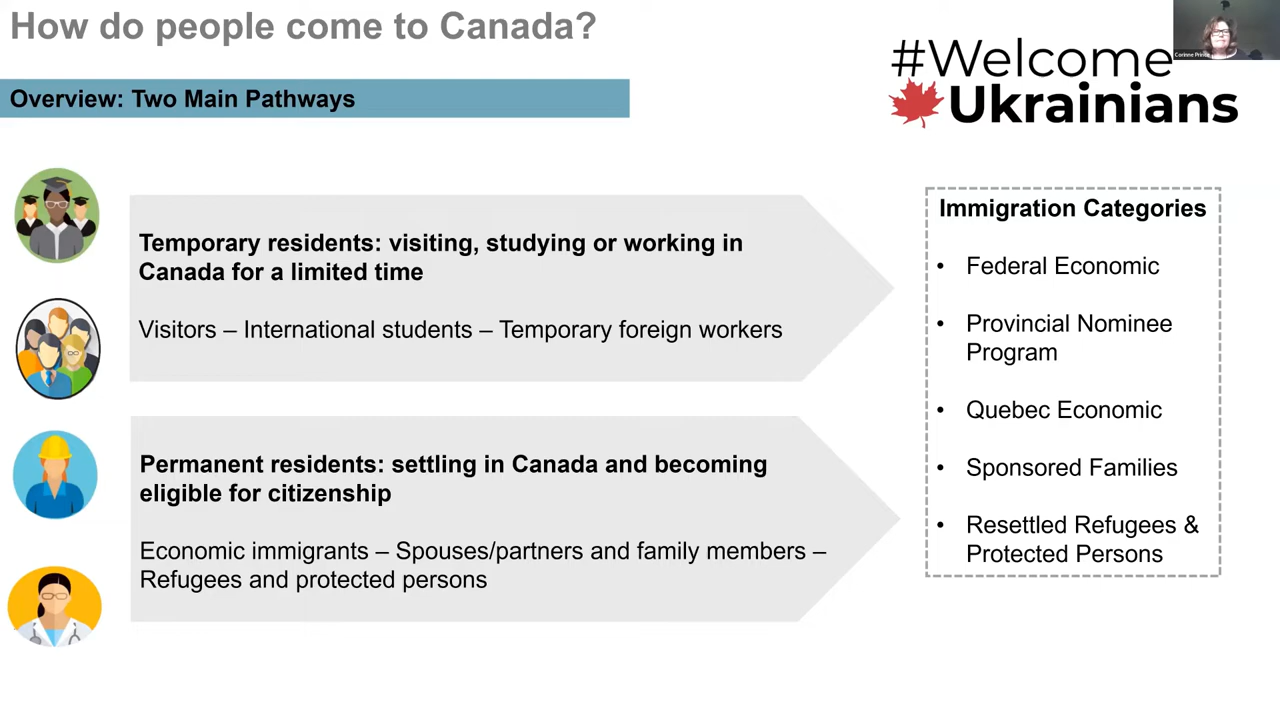 How do people come to Canada?
Overview: Two Main Pathways
#Welcome
Ukrainians
Corinne Prince
Temporary residents: visiting, studying or working in
Canada for a limited time
Visitors – International students – Temporary foreign workers
Permanent residents: settling in Canada and becoming
eligible for citizenship
Economic immigrants – Spouses/partners and family members –
Refugees and protected persons
Immigration Categories
• Federal Economic
• Provincial Nominee
Program
• Quebec Economic
• Sponsored Families
• Resettled Refugees &
Protected Persons